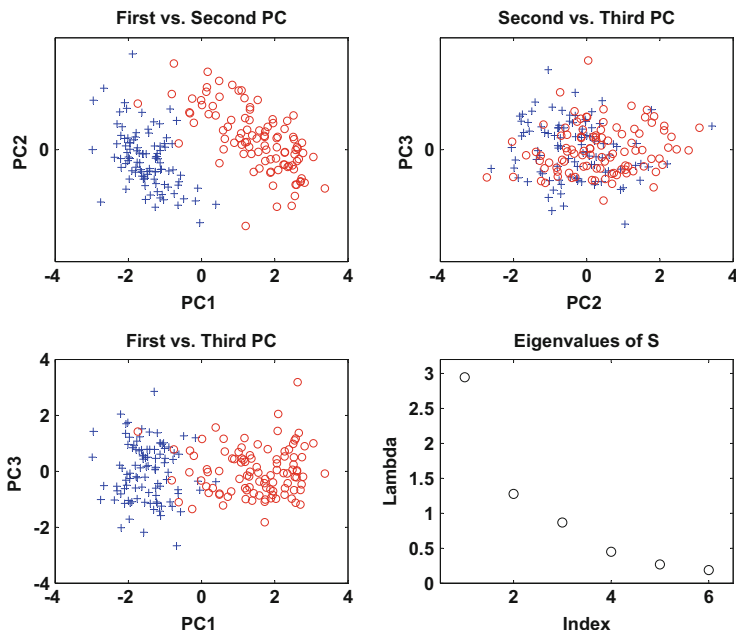 First vs. Second PC
PC2
0
-4 -2 0 2 4
PC1
Second vs. Third PC
PC3
0
-4 -2 0 2 4
PC2
First vs. Third PC
4
2
PC3
0
-2
-4
-4 -2 0 2 4
PC1
Eigenvalues of S
3
2.5
2
Lambda
1.5
1
0.5
0
2 4 6
Index